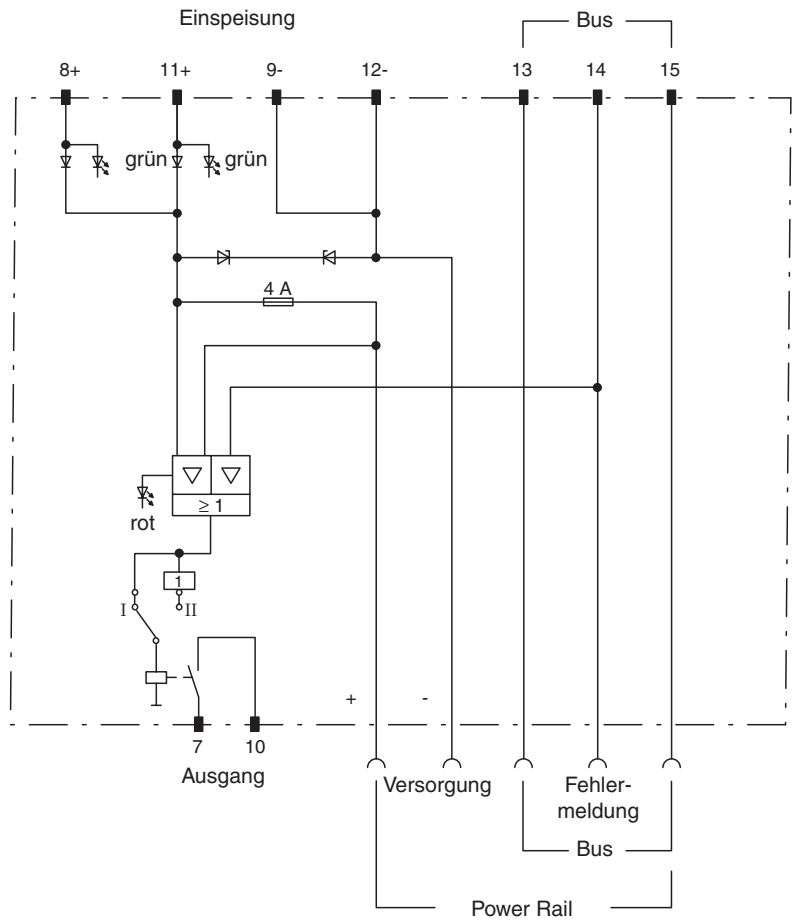 Einspeisung
Bus
8+
11+
9-
12-
13
14
15
grün
grün
4 A
≥ 1
rot
1
I
II
+
-
7
10
Ausgang
Versorgung
Fehler-
meldung
Bus
Power Rail